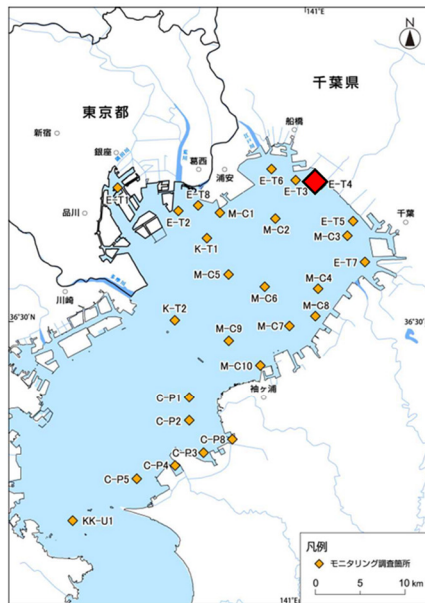 141°E
N
千葉県
船橋
東京都
新宿
銀座
葛西
浦安
E-T6
E-T3
E-T4
E-T1
E-T8
品川
E-T2
M-C1
M-C2
E-T5
千葉
M-C3
K-T1
E-T7
M-C5
M-C4
M-C6
川崎
36°30'N
K-T2
M-C8
M-C7
36°30'
M-C9
M-C10
袖ヶ浦
C-P1
C-P2
C-P8
C-P3
C-P4
C-P5
KK-U1
凡例
モニタリング調査箇所
0 5 10 km
141°E